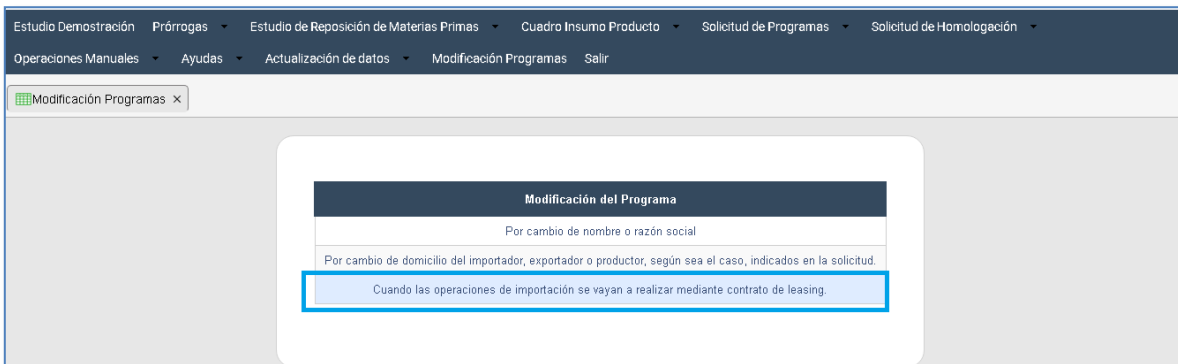 Estudio Demostración Prórrogas Estudio de Reposición de Materias Primas Cuadro Insumo Producto Solicitud de Programas Solicitud de Homologación
Operaciones Manuales Ayudas Actualización de datos Modificación Programas Salir
Modificación Programas ×
Modificación del Programa
Por cambio de nombre o razón social
Por cambio de domicilio del importador, exportador o productor, según sea el caso, indicados en la solicitud.
Cuando las operaciones de importación se vayan a realizar mediante contrato de leasing.